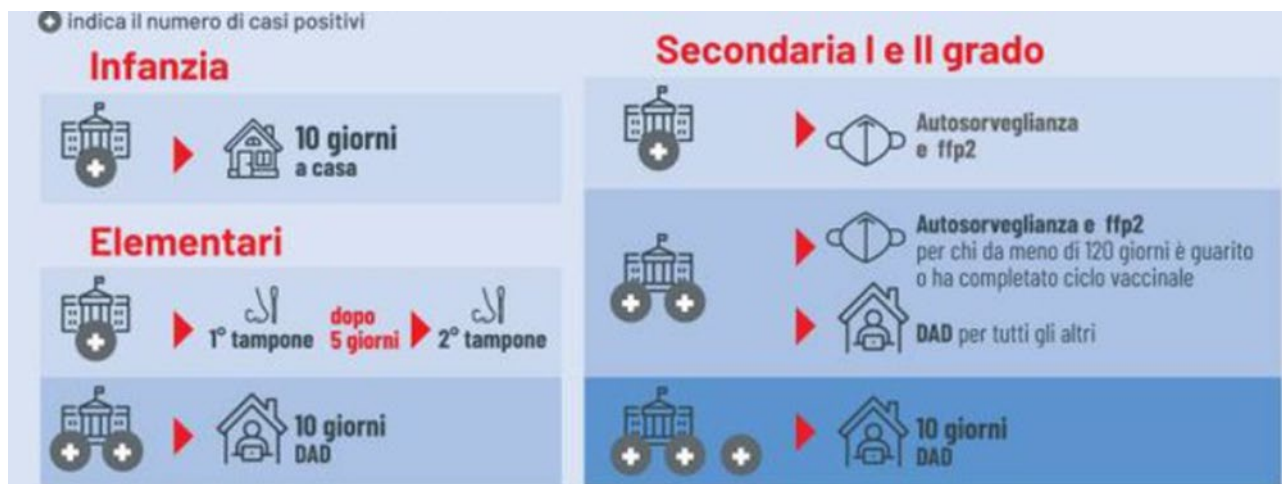 indica il numero di casi positivi
Infanzia
10 giorni
a casa
Elementari
1° tampone dopo 5 giorni 2° tampone
10 giorni
DAD
Secondaria I e II grado
Autosorveglianza
e ffp2
Autosorveglianza e ffp2
per chi da meno di 120 giorni è guarito
o ha completato ciclo vaccinale
DAD per tutti gli altri
10 giorni
DAD